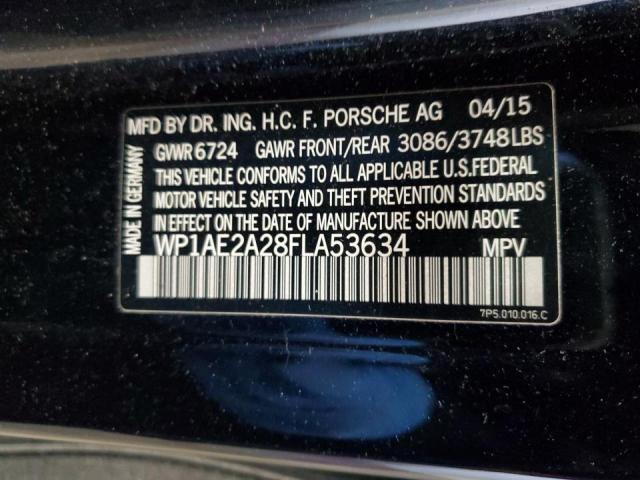 MFD BY DR. ING. H.C. F. PORSCHE AG 04/15
GVWR 6724 GAWR FRONT/REAR 3086/3748LBS
THIS VEHICLE CONFORMS TO ALL APPLICABLE U.S.FEDERAL
MOTOR VEHICLE SAFETY AND THEFT PREVENTION STANDARDS
IN EFFECT ON THE DATE OF MANUFACTURE SHOWN ABOVE.
WP1AE2A28FLA53634 MPV
7P5.010.016.C
MADE IN GERMANY